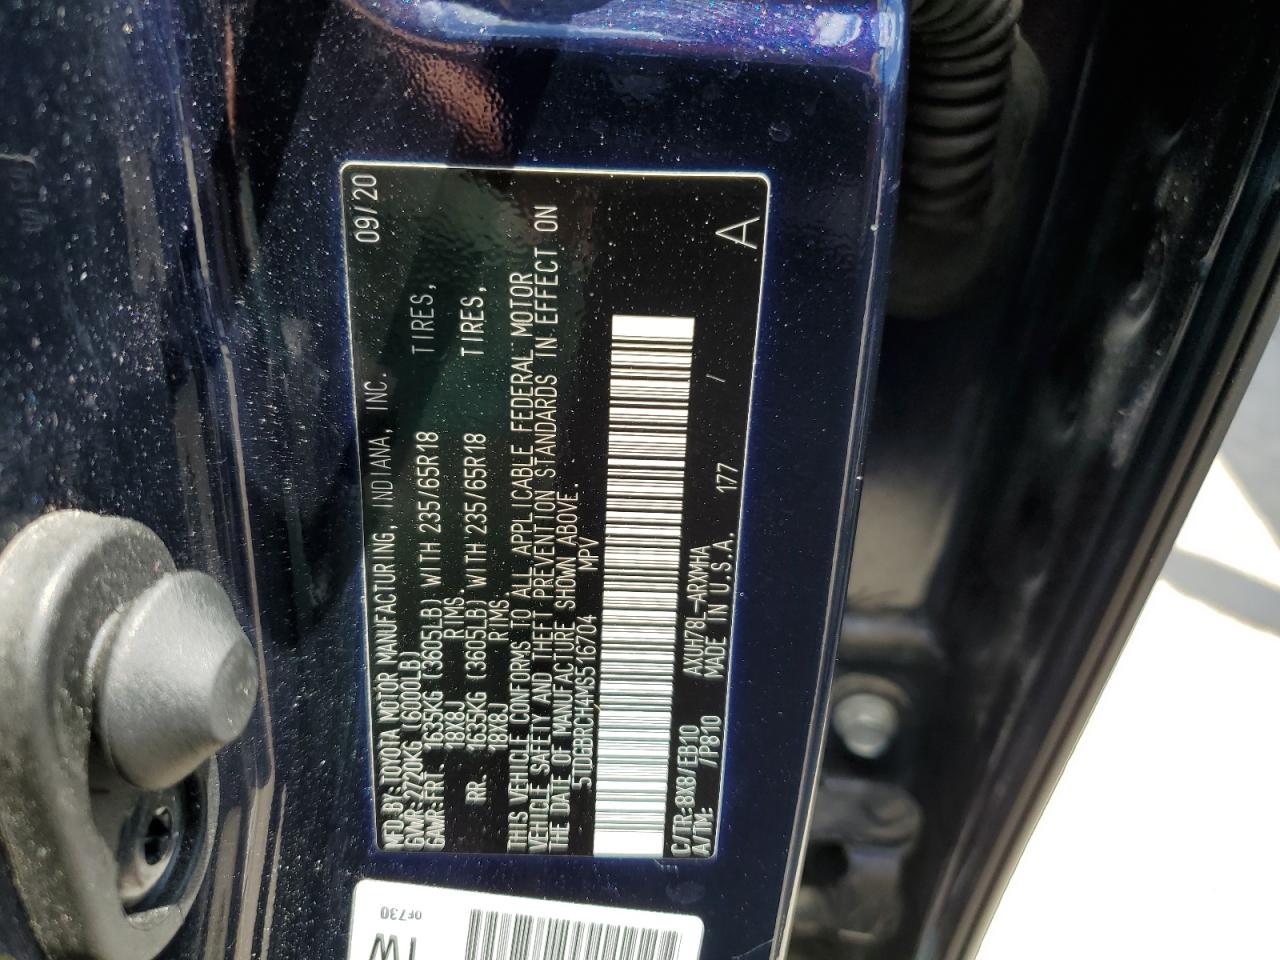 MFD.BY:TOYOTA MOTOR MANUFACTURING, INDIANA, INC. 09/20
GVWR:2720KG (6000LB)
GAWR:FRT. 1635KG (3605LB) WITH 235/65R18 TIRES,
18X8J RIMS
RR. 1635KG (3605LB) WITH 235/65R18 TIRES,
18X8J RIMS.
THIS VEHICLE CONFORMS TO ALL APPLICABLE FEDERAL MOTOR
VEHICLE SAFETY AND THEFT PREVENTION STANDARDS IN EFFECT ON
THE DATE OF MANUFACTURE SHOWN ABOVE.
5TDGBRCH4MS516704 MPV
C/TR:8X8/EB10 AXUH78L-ARXMHA
A/TM: /P810 MADE IN U.S.A. 177 / A
0F730